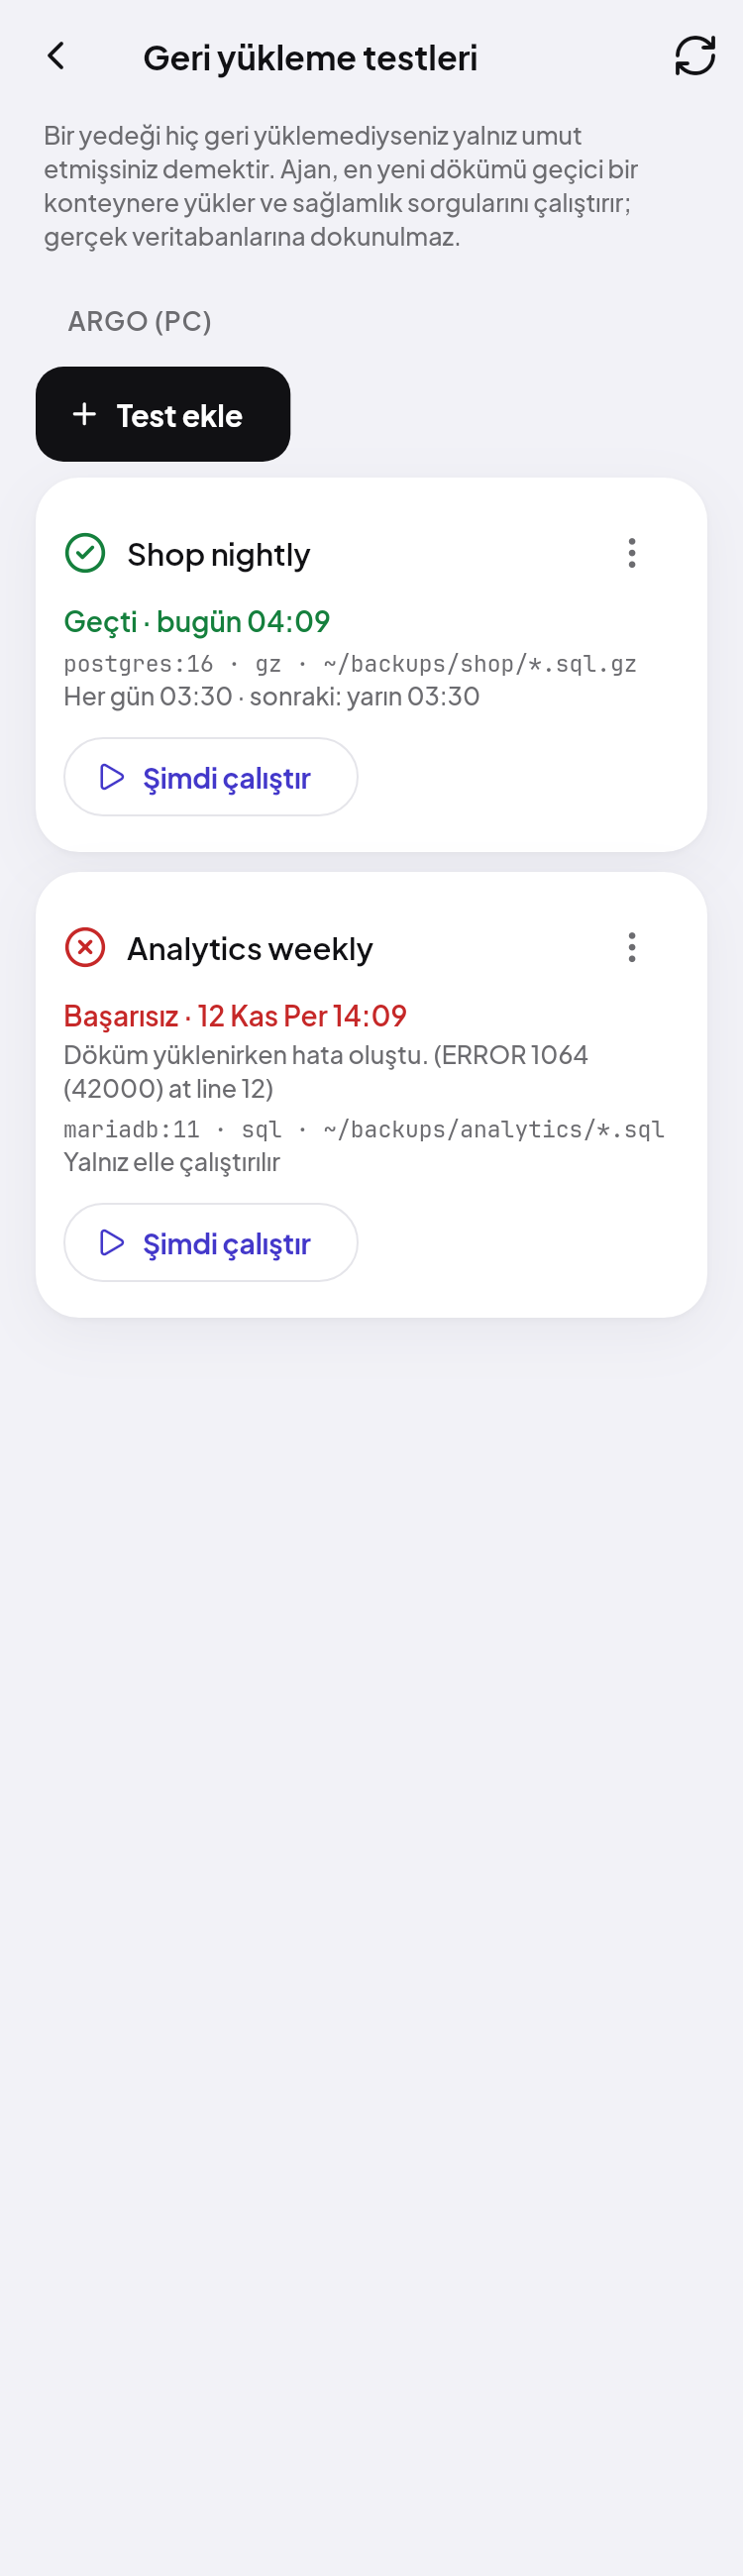 Geri yükleme testleri
Bir yedeği hiç geri yüklemediyseniz yalnız umut
etmişsiniz demektir. Ajan, en yeni dökümü geçici bir
konteynere yükler ve sağlamlık sorgularını çalıştırır;
gerçek veritabanlarına dokunulmaz.
ARGO (PC)
Test ekle
Shop nightly
Geçti · bugün 04:09
postgres:16 · gz · ~/backups/shop/*.sql.gz
Her gün 03:30 · sonraki: yarın 03:30
Şimdi çalıştır
Analytics weekly
Başarısız · 12 Kas Per 14:09
Döküm yüklenirken hata oluştu. (ERROR 1064
(42000) at line 12)
mariadb:11 · sql · ~/backups/analytics/*.sql
Yalnız elle çalıştırılır
Şimdi çalıştır